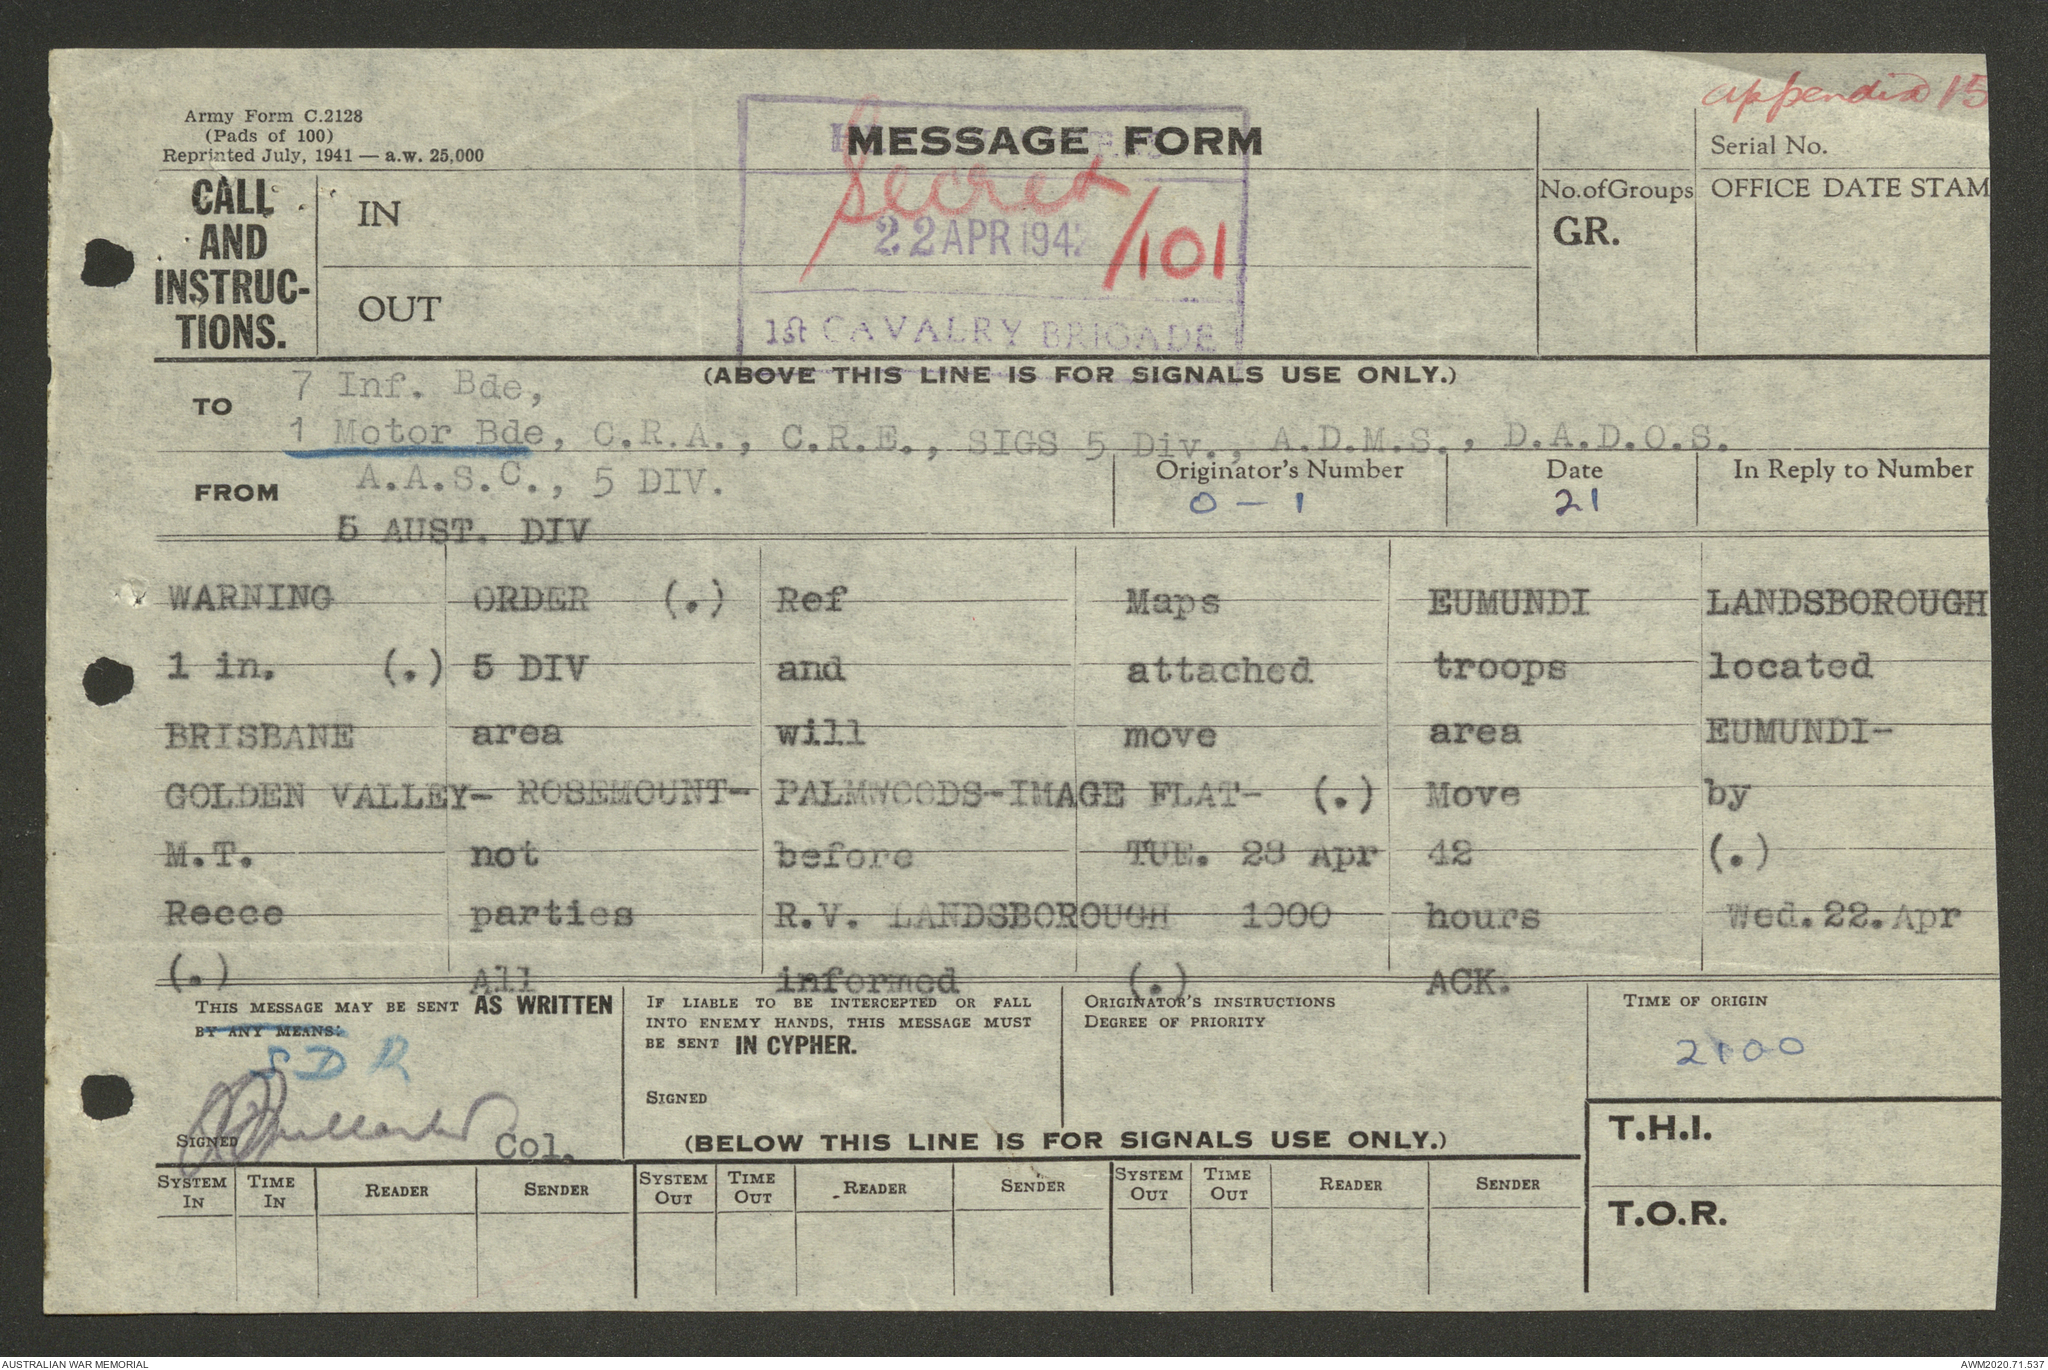 appendix 15
Army Form C.2128
(Pads of 100)
Reprinted July, 1941 — a.w. 25,000
MESSAGE FORM
Serial No.
Secret
CALL
AND
INSTRUC-
TIONS.
IN
OUT
22 APR 194
/101
1st CAVALRY BRIGADE
No. of Groups
GR.
OFFICE DATE STAM
(ABOVE THIS LINE IS FOR SIGNALS USE ONLY.)
TO
7 Inf. Bde,
1 Motor Bde, C.R.A., C.R.E., SIGS 5 Div., A.D.M.S., D.A.D.O.S.
A.A.S.C., 5 DIV.
FROM
5 AUST. DIV
Originator's Number
0 - 1
Date
21
In Reply to Number
WARNING ORDER (.) Ref Maps EUMUNDI LANDSBOROUGH
1 in. (.) 5 DIV and attached troops located
BRISBANE area will move area EUMUNDI-
GOLDEN VALLEY- ROSEMOUNT- PALMWOODS-IMAGE FLAT- (.) Move by
M.T. not before TUE. 28 Apr 42 (.)
Recce parties R.V. LANDSBOROUGH 1000 hours Wed. 22. Apr
(.) All informed (.) ACK.
THIS MESSAGE MAY BE SENT AS WRITTEN
BY ANY MEANS:
S D R
SIGNED
Col.
IF LIABLE TO BE INTERCEPTED OR FALL
INTO ENEMY HANDS, THIS MESSAGE MUST
BE SENT IN CYPHER.
SIGNED
ORIGINATOR'S INSTRUCTIONS
DEGREE OF PRIORITY
TIME OF ORIGIN
2100
T.H.I.
T.O.R.
(BELOW THIS LINE IS FOR SIGNALS USE ONLY.)
SYSTEM IN TIME IN READER SENDER SYSTEM OUT TIME OUT READER SENDER SYSTEM OUT TIME OUT READER SENDER
AUSTRALIAN WAR MEMORIAL
AWM2020.71.537